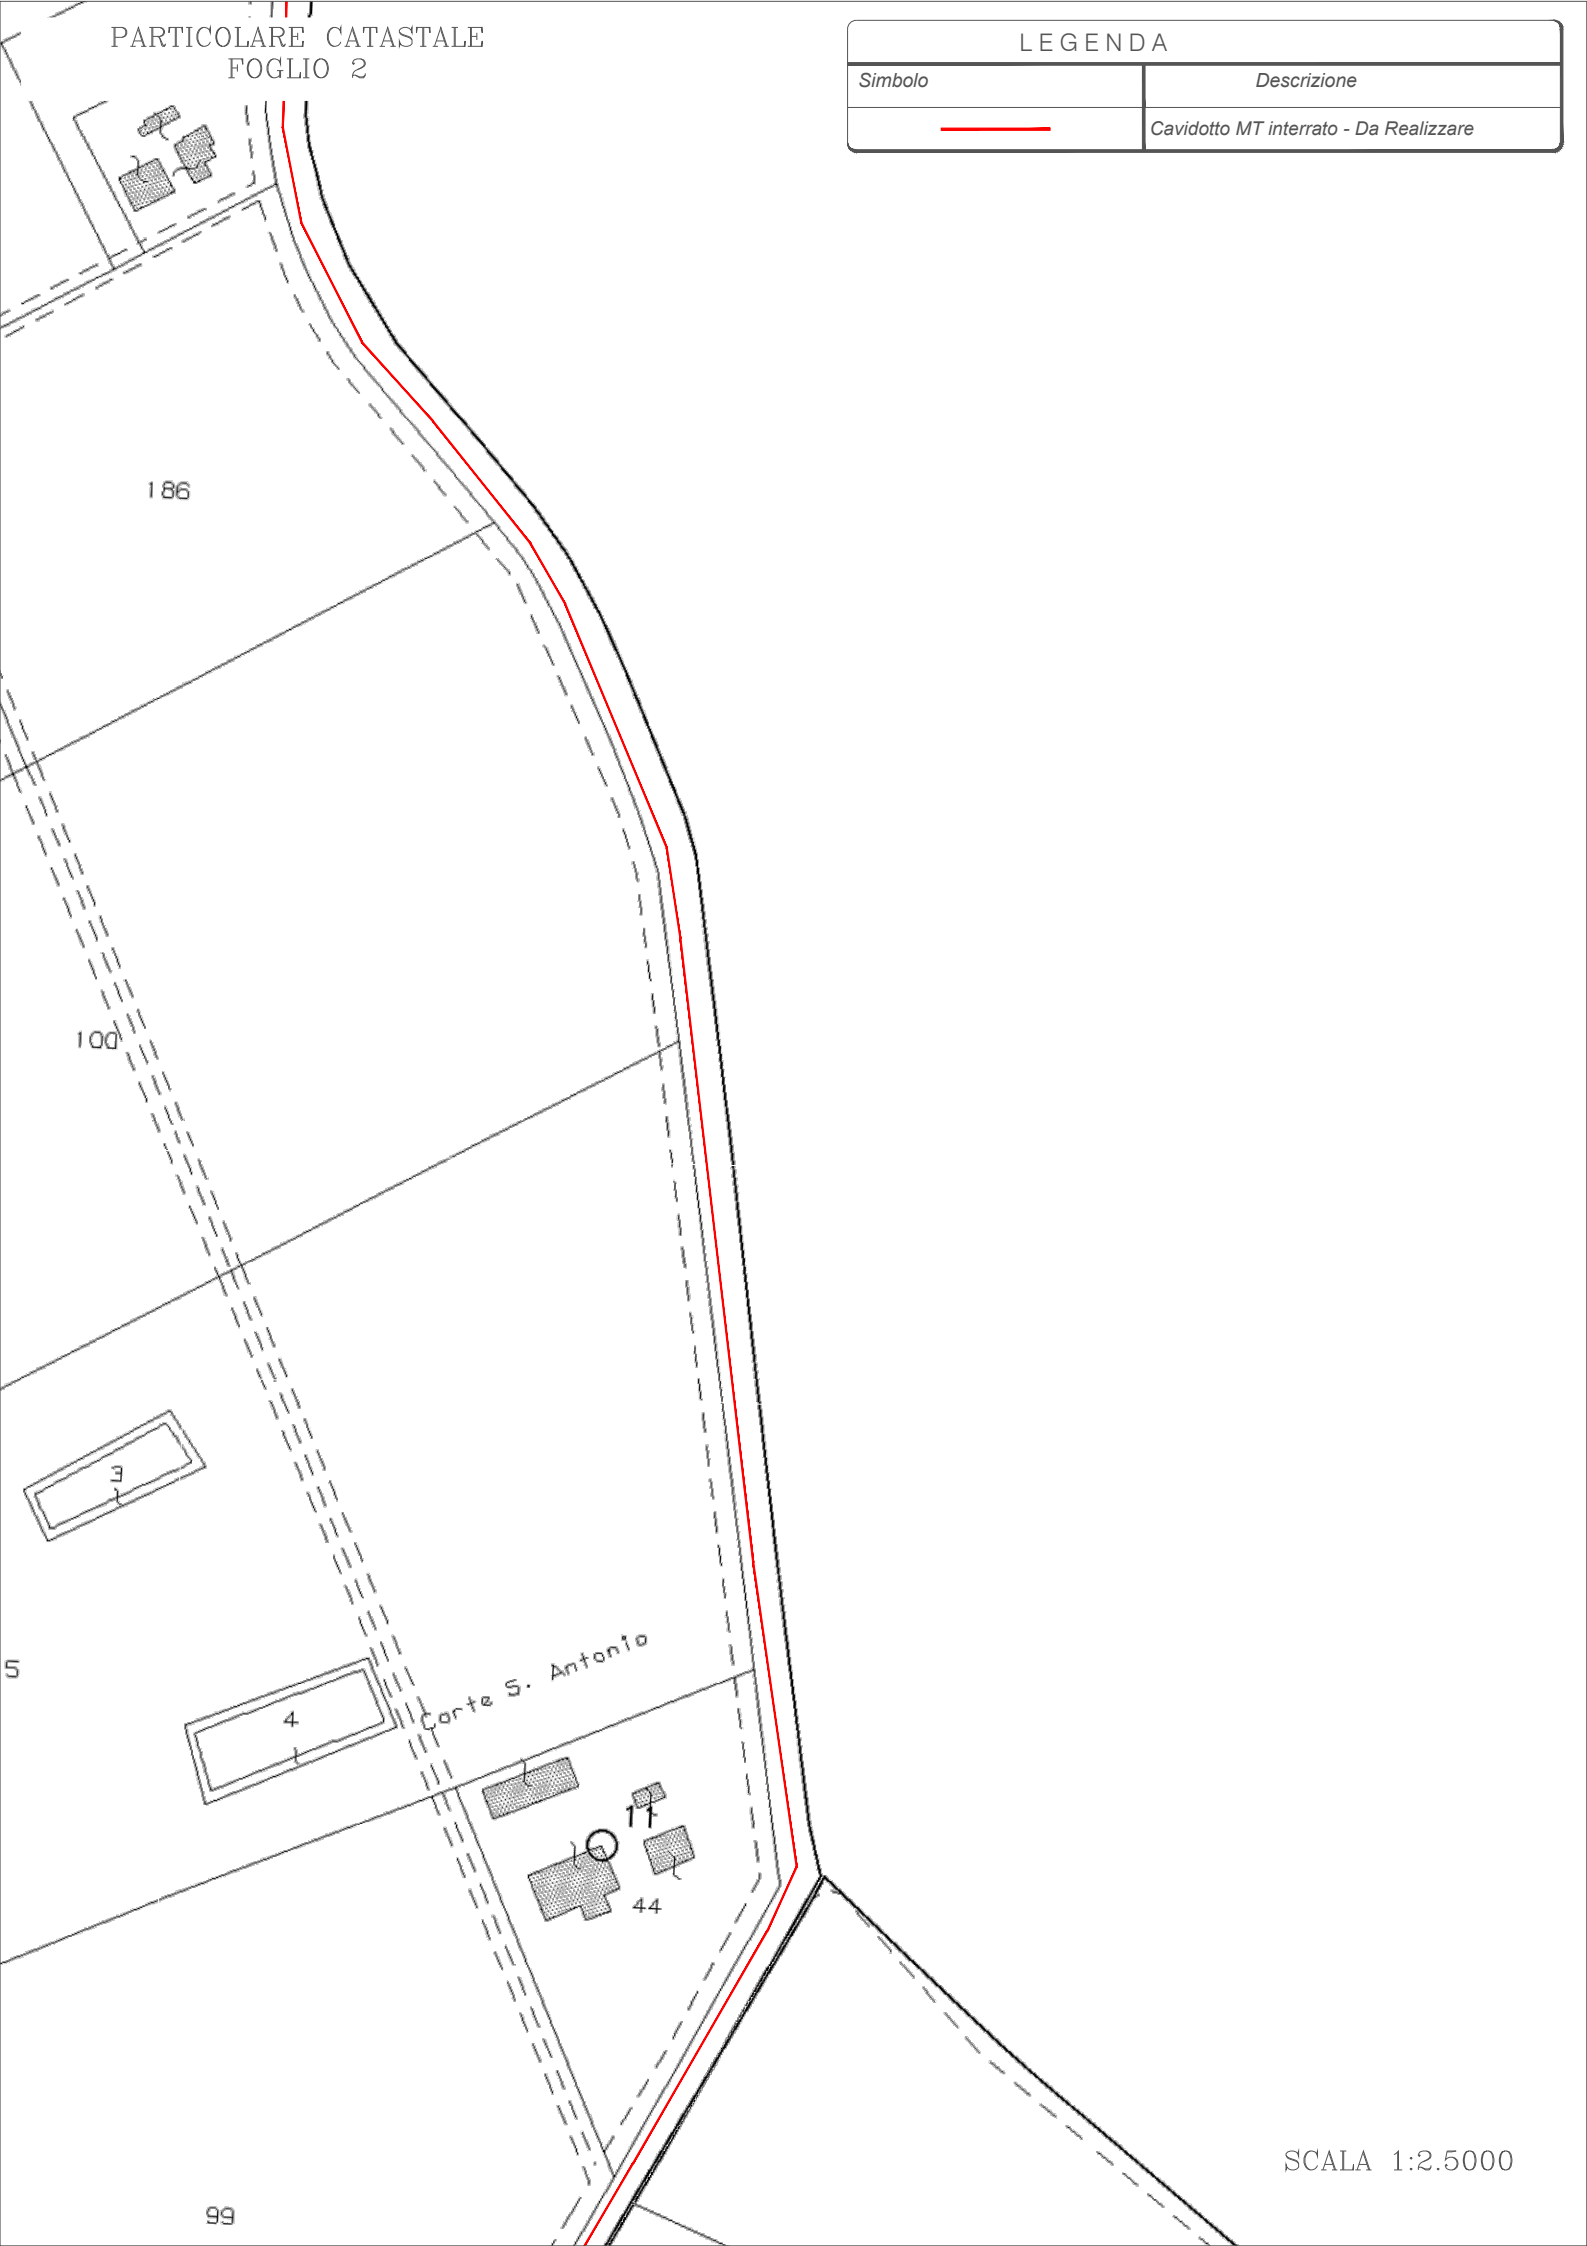 PARTICOLARE CATASTALE
FOGLIO 2
LEGENDA
Simbolo
Descrizione
Cavidotto MT interrato - Da Realizzare
186
100
3
5
4
Corte S. Antonio
11
44
99
SCALA 1:2.5000